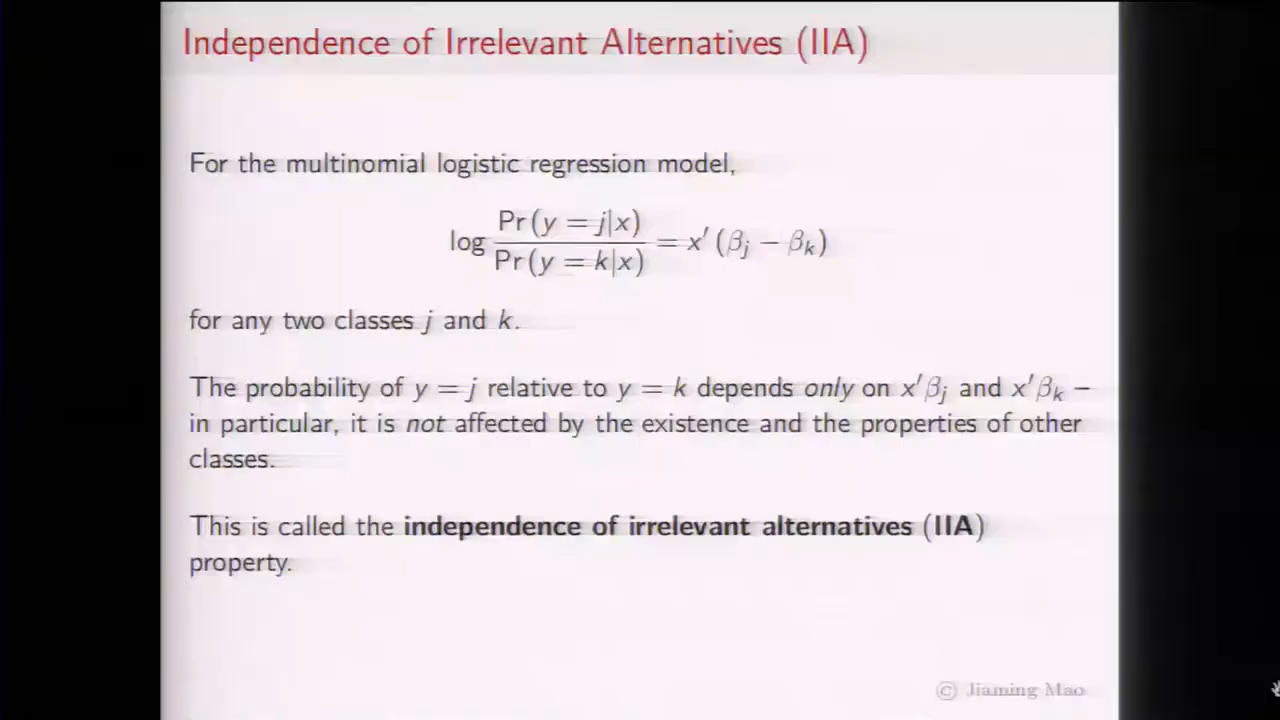 Independence of Irrelevant Alternatives (IIA)
For the multinomial logistic regression model,
log Pr(y = j|x) / Pr(y = k|x) = x′ (βj − βk)
for any two classes j and k.
The probability of y = j relative to y = k depends only on x′βj and x′βk –
in particular, it is not affected by the existence and the properties of other
classes.
This is called the independence of irrelevant alternatives (IIA)
property.
© Jiaming Mao